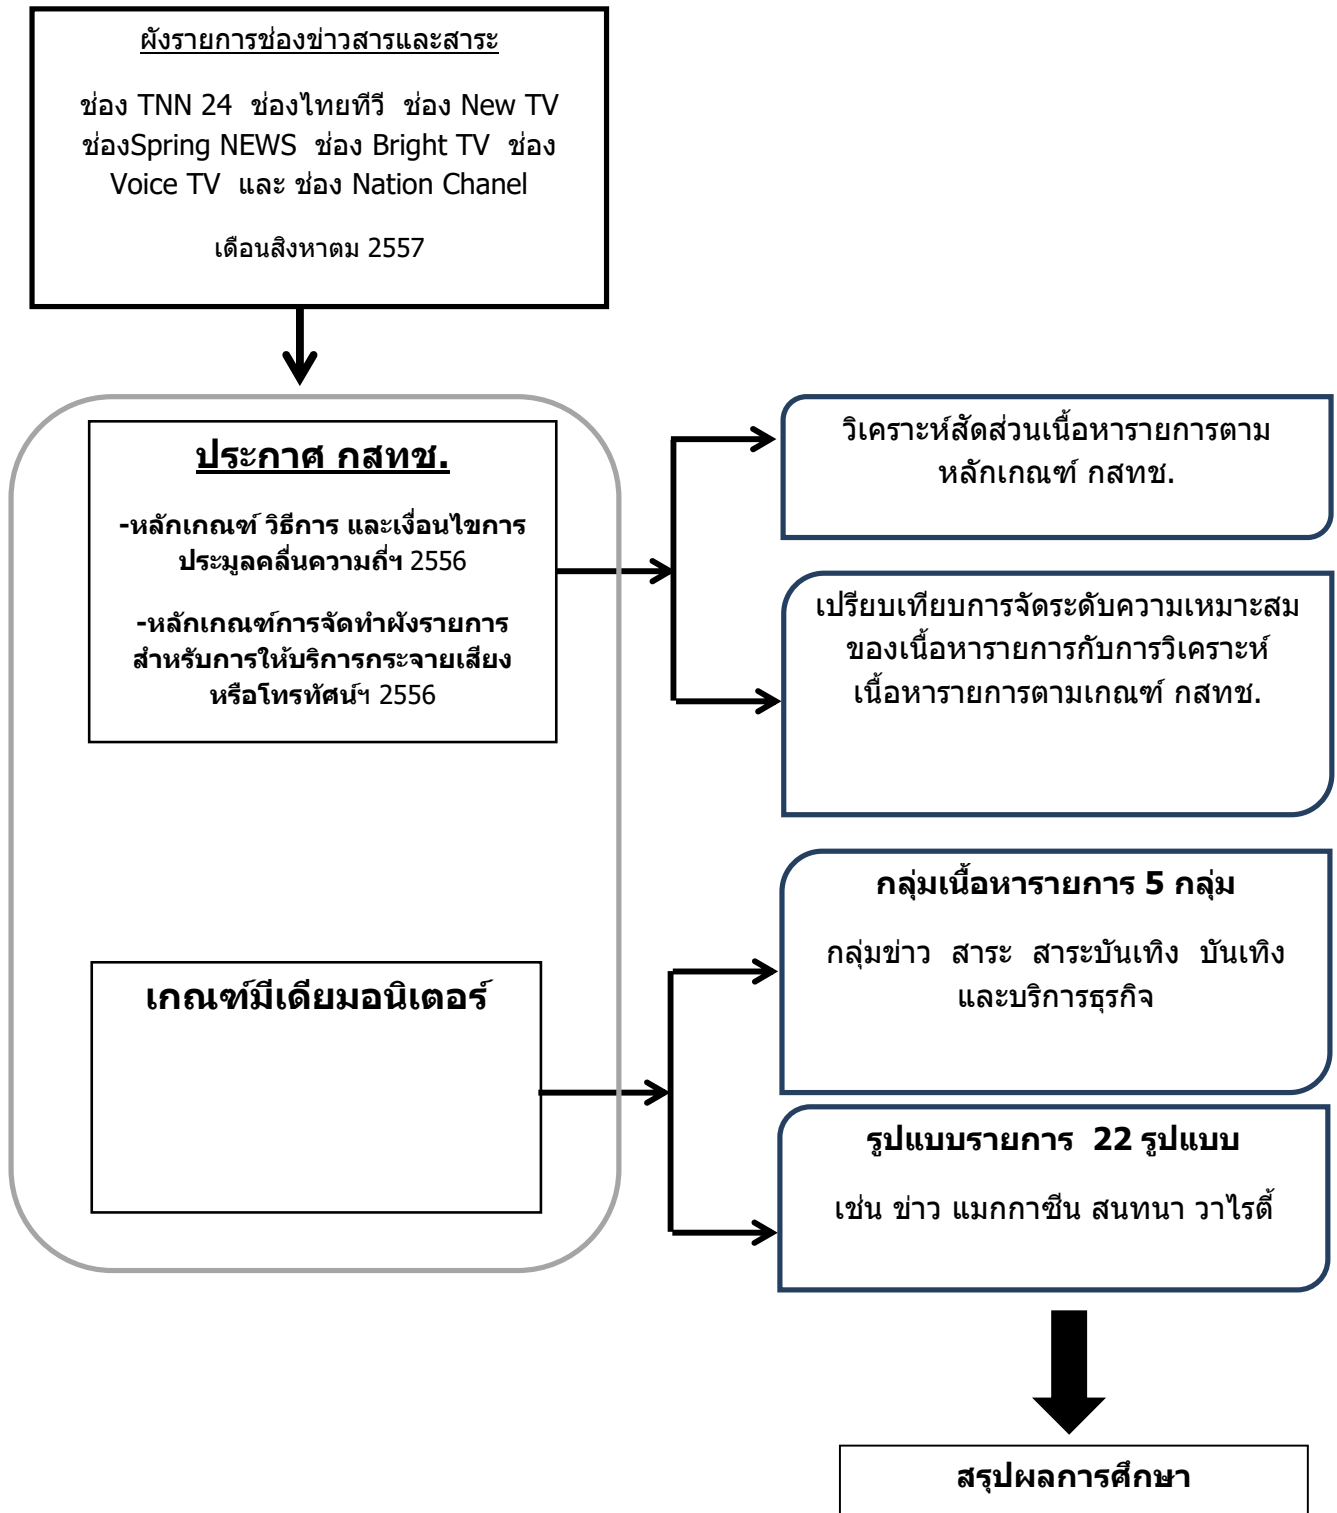 ผังรายการช่องข่าวสารและสาระ
ช่อง TNN 24 ช่องไทยทีวี ช่อง New TV
ช่องSpring NEWS ช่อง Bright TV ช่อง
Voice TV และ ช่อง Nation Chanel
เดือนสิงหาตม 2557
ประกาศ กสทช.
-หลักเกณฑ์ วิธีการ และเงื่อนไขการ
ประมูลคลื่นความถี่ฯ 2556
-หลักเกณฑ์การจัดทำผังรายการ
สำหรับการให้บริการกระจายเสียง
หรือโทรทัศน์ฯ 2556
วิเคราะห์สัดส่วนเนื้อหารายการตาม
หลักเกณฑ์ กสทช.
เปรียบเทียบการจัดระดับความเหมาะสม
ของเนื้อหารายการกับการวิเคราะห์
เนื้อหารายการตามเกณฑ์ กสทช.
เกณฑ์มีเดียมอนิเตอร์
กลุ่มเนื้อหารายการ 5 กลุ่ม
กลุ่มข่าว สาระ สาระบันเทิง บันเทิง
และบริการธุรกิจ
รูปแบบรายการ 22 รูปแบบ
เช่น ข่าว แมกกาซีน สนทนา วาไรตี้
สรุปผลการศึกษา